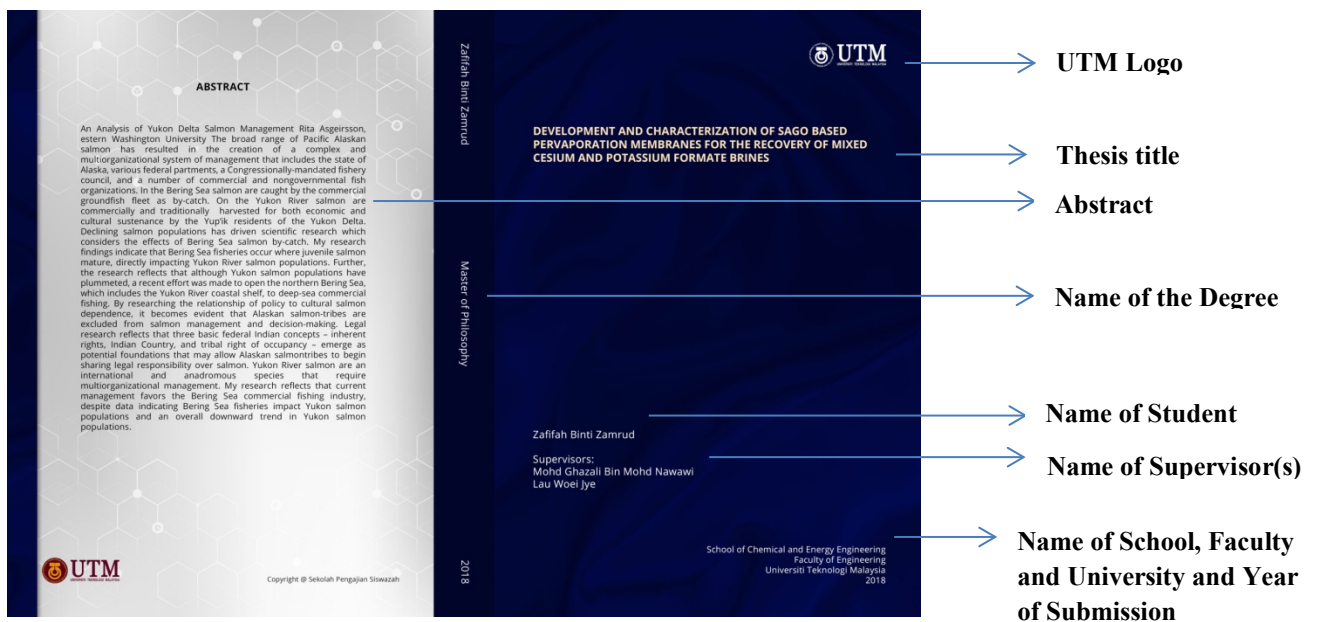 ABSTRACT
An Analysis of Yukon Delta Salmon Management Rita Asgeirsson,
estern Washington University The broad range of Pacific Alaskan
salmon has resulted in the creation of a complex and
multiorganizational system of management that includes the state of
Alaska, various federal partments, a Congressionally-mandated fishery
council, and a number of commercial and nongovernmental fish
organizations. In the Bering Sea salmon are caught by the commercial
groundfish fleet as by-catch. On the Yukon River salmon are
commercially and traditionally harvested for both economic and
cultural sustenance by the Yup'ik residents of the Yukon Delta.
Declining salmon populations has driven scientific research which
considers the effects of Bering Sea salmon by-catch. My research
findings indicate that Bering Sea fisheries occur where juvenile salmon
mature, directly impacting Yukon River salmon populations. Further,
the research reflects that although Yukon salmon populations have
plummeted, a recent effort was made to open the northern Bering Sea,
which includes the Yukon River coastal shelf, to deep-sea commercial
fishing. By researching the relationship of policy to cultural salmon
dependence, it becomes evident that Alaskan salmon-tribes are
excluded from salmon management and decision-making. Legal
research reflects that three basic federal Indian concepts – inherent
rights, Indian Country, and tribal right of occupancy – emerge as
potential foundations that may allow Alaskan salmontribes to begin
sharing legal responsibility over salmon. Yukon River salmon are an
international and anadromous species that require
multiorganizational management. My research reflects that current
management favors the Bering Sea commercial fishing industry,
despite data indicating Bering Sea fisheries impact Yukon salmon
populations and an overall downward trend in Yukon salmon
populations.
UTM
UNIVERSITI TEKNOLOGI MALAYSIA
Copyright @ Sekolah Pengajian Siswazah
Zafifah Binti Zamrud
Master of Philosophy
2018
UTM
UNIVERSITI TEKNOLOGI MALAYSIA
DEVELOPMENT AND CHARACTERIZATION OF SAGO BASED
PERVAPORATION MEMBRANES FOR THE RECOVERY OF MIXED
CESIUM AND POTASSIUM FORMATE BRINES
Zafifah Binti Zamrud
Supervisors:
Mohd Ghazali Bin Mohd Nawawi
Lau Woei Jye
School of Chemical and Energy Engineering
Faculty of Engineering
Universiti Teknologi Malaysia
2018
UTM Logo
Thesis title
Abstract
Name of the Degree
Name of Student
Name of Supervisor(s)
Name of School, Faculty
and University and Year
of Submission